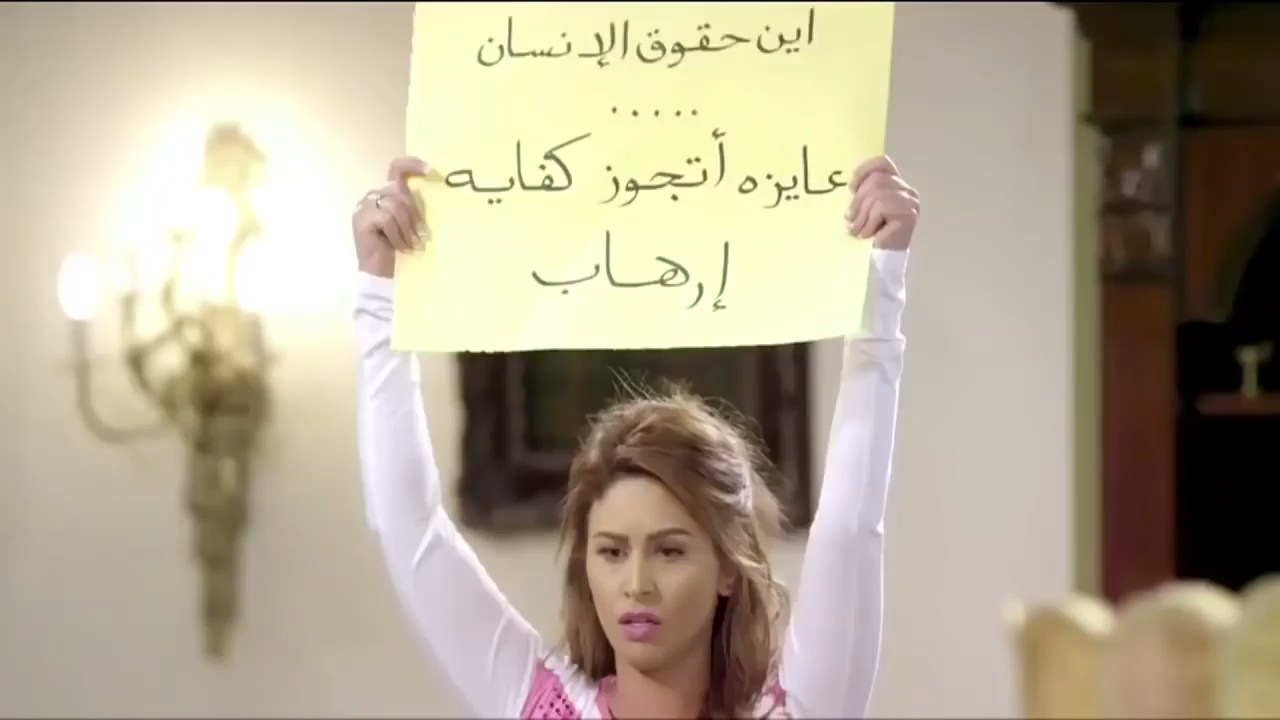 اين حقوق الإنسان
.....
عايزه أتجوز كفايه
إرهاب